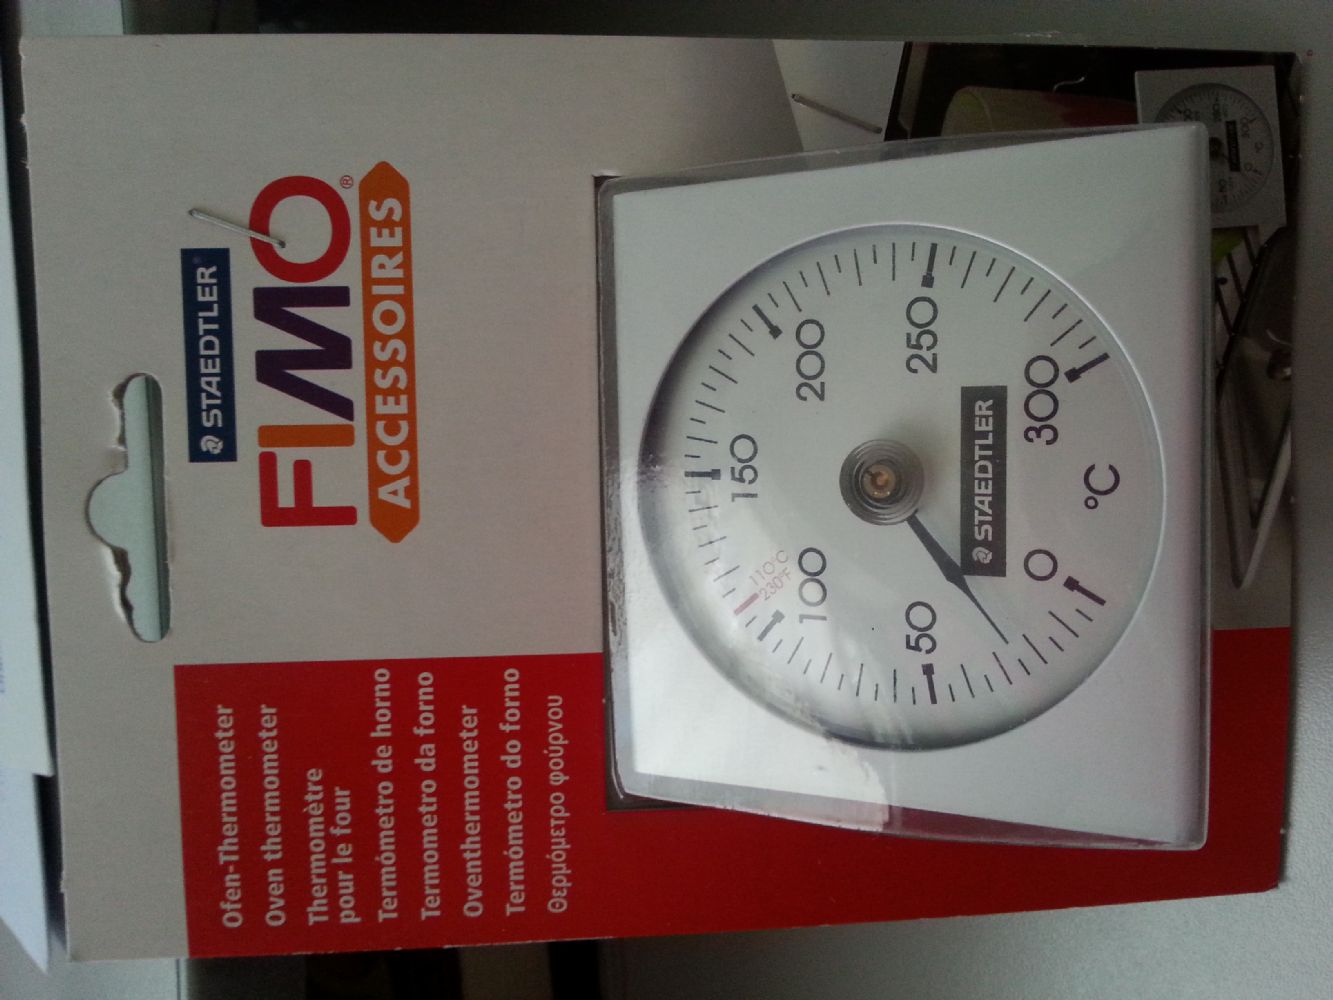 STAEDTLER
FIMO®
ACCESSOIRES
Ofen-Thermometer
Oven thermometer
Thermomètre
pour le four
Termómetro de horno
Termometro da forno
Oventhermometer
Termómetro do forno
Θερμόμετρο φούρνου
150
110°C
230°F
100
200
50
250
STAEDTLER
0
300
°C